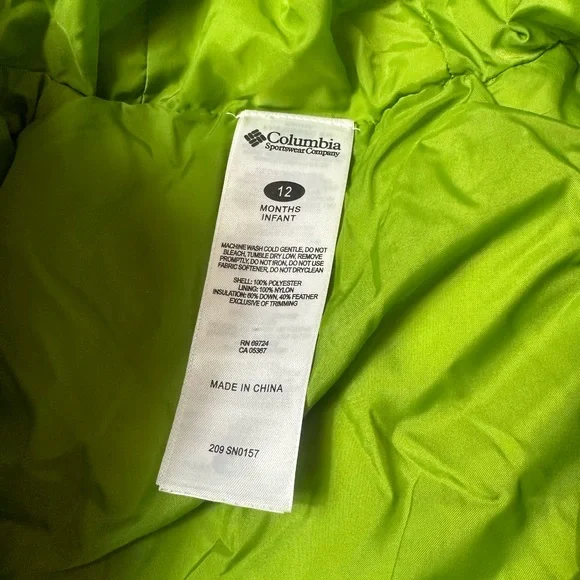 Columbia
Sportswear Company
12
MONTHS
INFANT
MACHINE WASH COLD GENTLE, DO NOT
BLEACH, TUMBLE DRY LOW, REMOVE
PROMPTLY, DO NOT IRON, DO NOT USE
FABRIC SOFTENER, DO NOT DRYCLEAN
SHELL: 100% POLYESTER
LINING: 100% NYLON
INSULATION: 60% DOWN, 40% FEATHER
EXCLUSIVE OF TRIMMING
RN 69724
CA 05367
MADE IN CHINA
209 SN0157